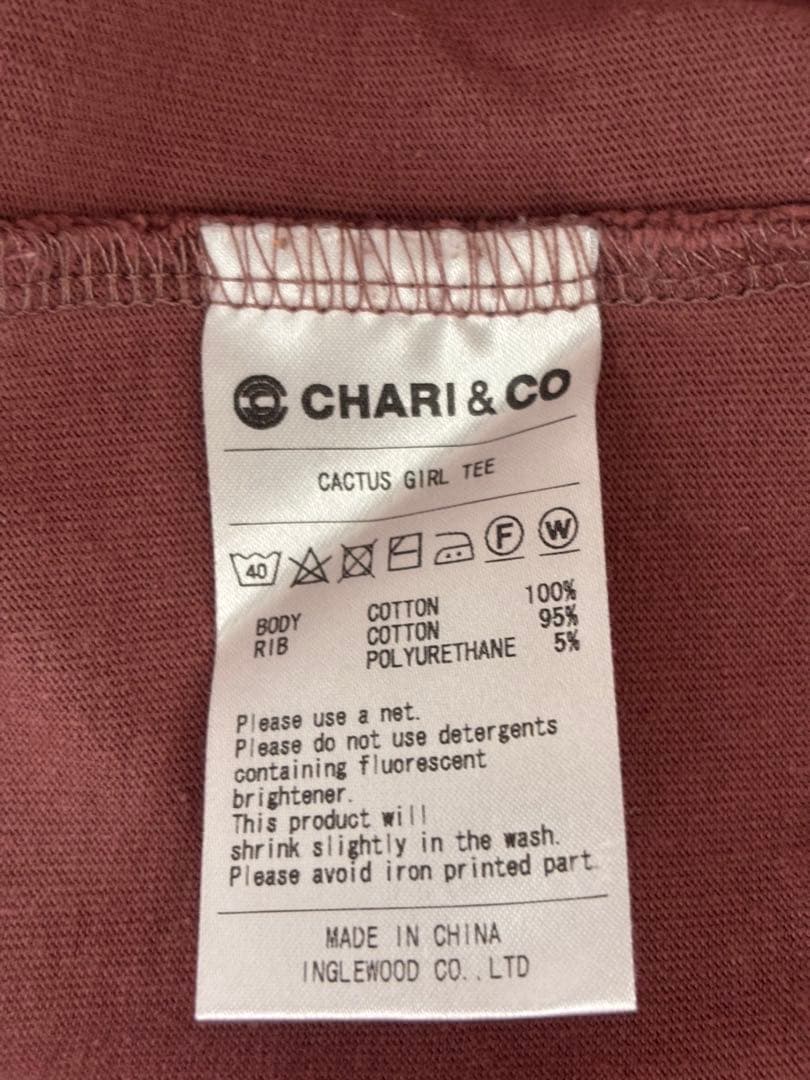 CHARI & CO
CACTUS GIRL TEE
40 F W
BODY COTTON 100%
RIB COTTON 95%
POLYURETHANE 5%
Please use a net.
Please do not use detergents
containing fluorescent
brightener.
This product will
shrink slightly in the wash.
Please avoid iron printed part
MADE IN CHINA
INGLEWOOD CO.,LTD